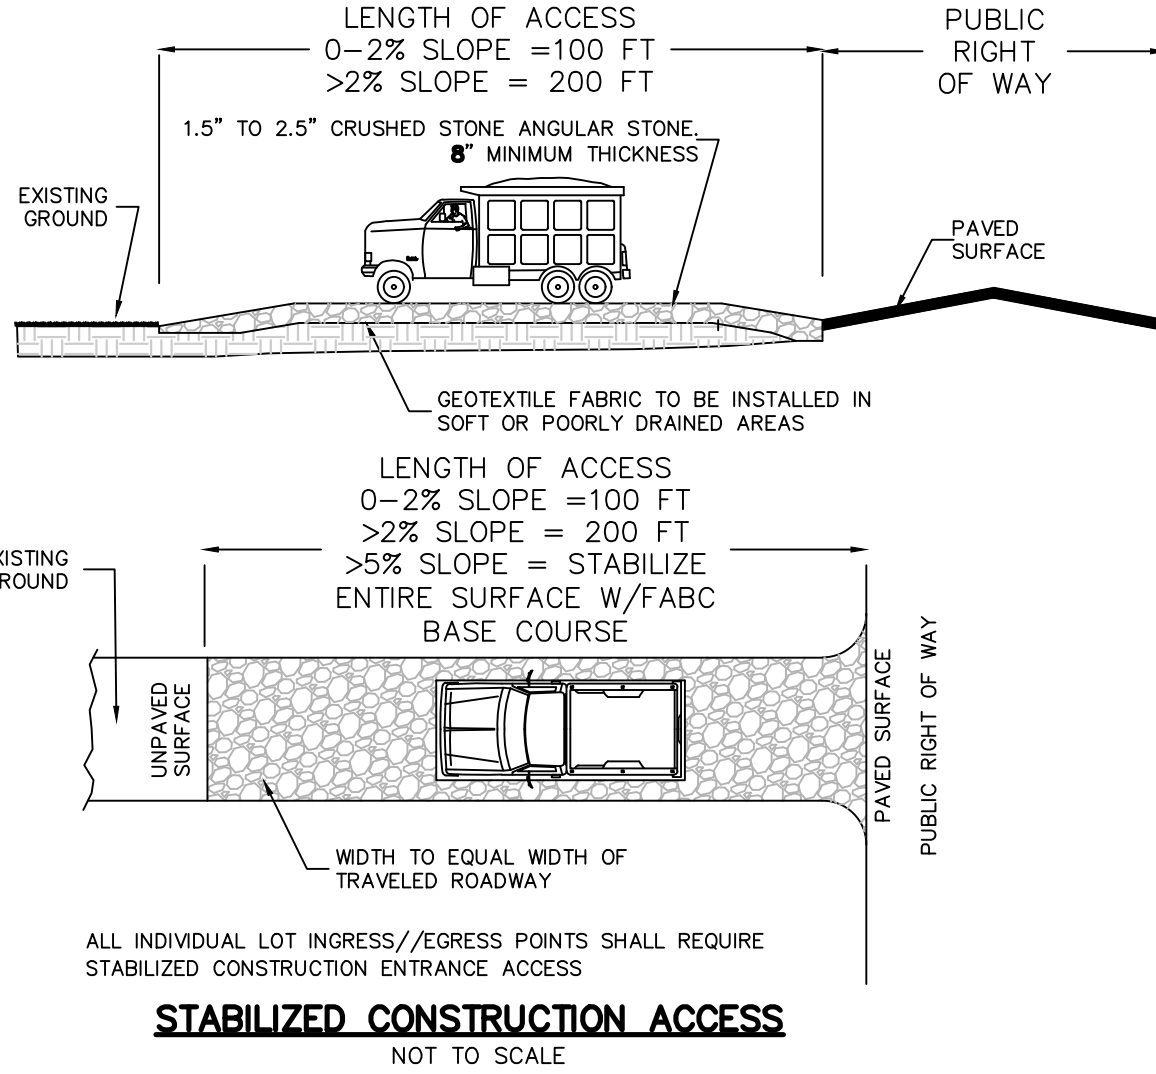 LENGTH OF ACCESS
0-2% SLOPE =100 FT
>2% SLOPE = 200 FT
PUBLIC
RIGHT
OF WAY
1.5" TO 2.5" CRUSHED STONE ANGULAR STONE.
8" MINIMUM THICKNESS
EXISTING
GROUND
PAVED
SURFACE
GEOTEXTILE FABRIC TO BE INSTALLED IN
SOFT OR POORLY DRAINED AREAS
LENGTH OF ACCESS
0-2% SLOPE =100 FT
>2% SLOPE = 200 FT
>5% SLOPE = STABILIZE
ENTIRE SURFACE W/FABC
BASE COURSE
XISTING
ROUND
UNPAVED
SURFACE
PAVED SURFACE
PUBLIC RIGHT OF WAY
WIDTH TO EQUAL WIDTH OF
TRAVELED ROADWAY
ALL INDIVIDUAL LOT INGRESS//EGRESS POINTS SHALL REQUIRE
STABILIZED CONSTRUCTION ENTRANCE ACCESS
STABILIZED CONSTRUCTION ACCESS
NOT TO SCALE